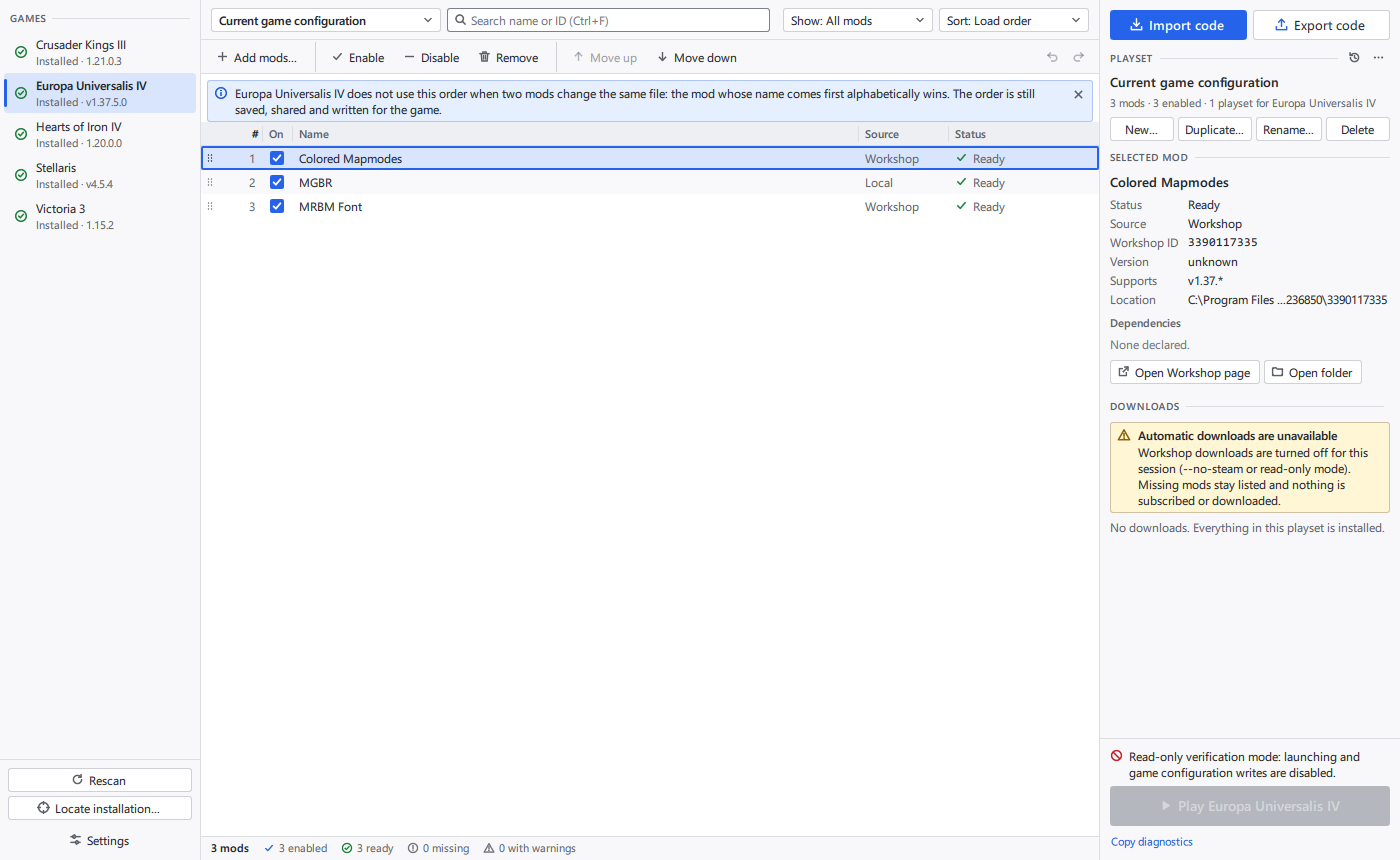 GAMES
Crusader Kings III
Installed · 1.21.0.3
Europa Universalis IV
Installed · v1.37.5.0
Hearts of Iron IV
Installed · 1.20.0.0
Stellaris
Installed · v4.5.4
Victoria 3
Installed · 1.15.2
Rescan
Locate installation...
Settings
Current game configuration
Search name or ID (Ctrl+F)
Show: All mods
Sort: Load order
Add mods...
Enable
Disable
Remove
Move up
Move down
Europa Universalis IV does not use this order when two mods change the same file: the mod whose name comes first alphabetically wins. The order is still
saved, shared and written for the game.
# On Name Source Status
1 Colored Mapmodes Workshop Ready
2 MGBR Local Ready
3 MRBM Font Workshop Ready
3 mods 3 enabled 3 ready 0 missing 0 with warnings
Import code
Export code
PLAYSET
Current game configuration
3 mods · 3 enabled · 1 playset for Europa Universalis IV
New...
Duplicate...
Rename...
Delete
SELECTED MOD
Colored Mapmodes
Status Ready
Source Workshop
Workshop ID 3390117335
Version unknown
Supports v1.37.*
Location C:\Program Files ...236850\3390117335
Dependencies
None declared.
Open Workshop page
Open folder
DOWNLOADS
Automatic downloads are unavailable
Workshop downloads are turned off for this
session (--no-steam or read-only mode).
Missing mods stay listed and nothing is
subscribed or downloaded.
No downloads. Everything in this playset is installed.
Read-only verification mode: launching and
game configuration writes are disabled.
Play Europa Universalis IV
Copy diagnostics